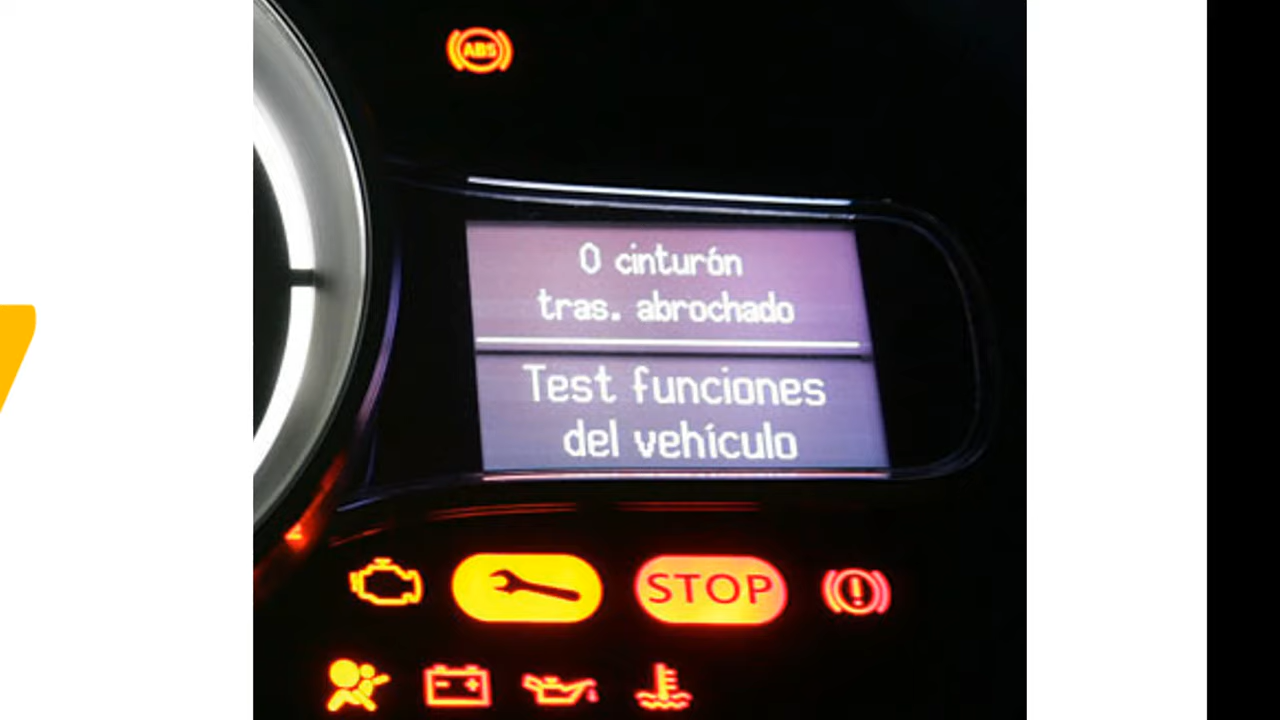 ABS
0 cinturón
tras. abrochado
Test funciones
del vehículo
STOP